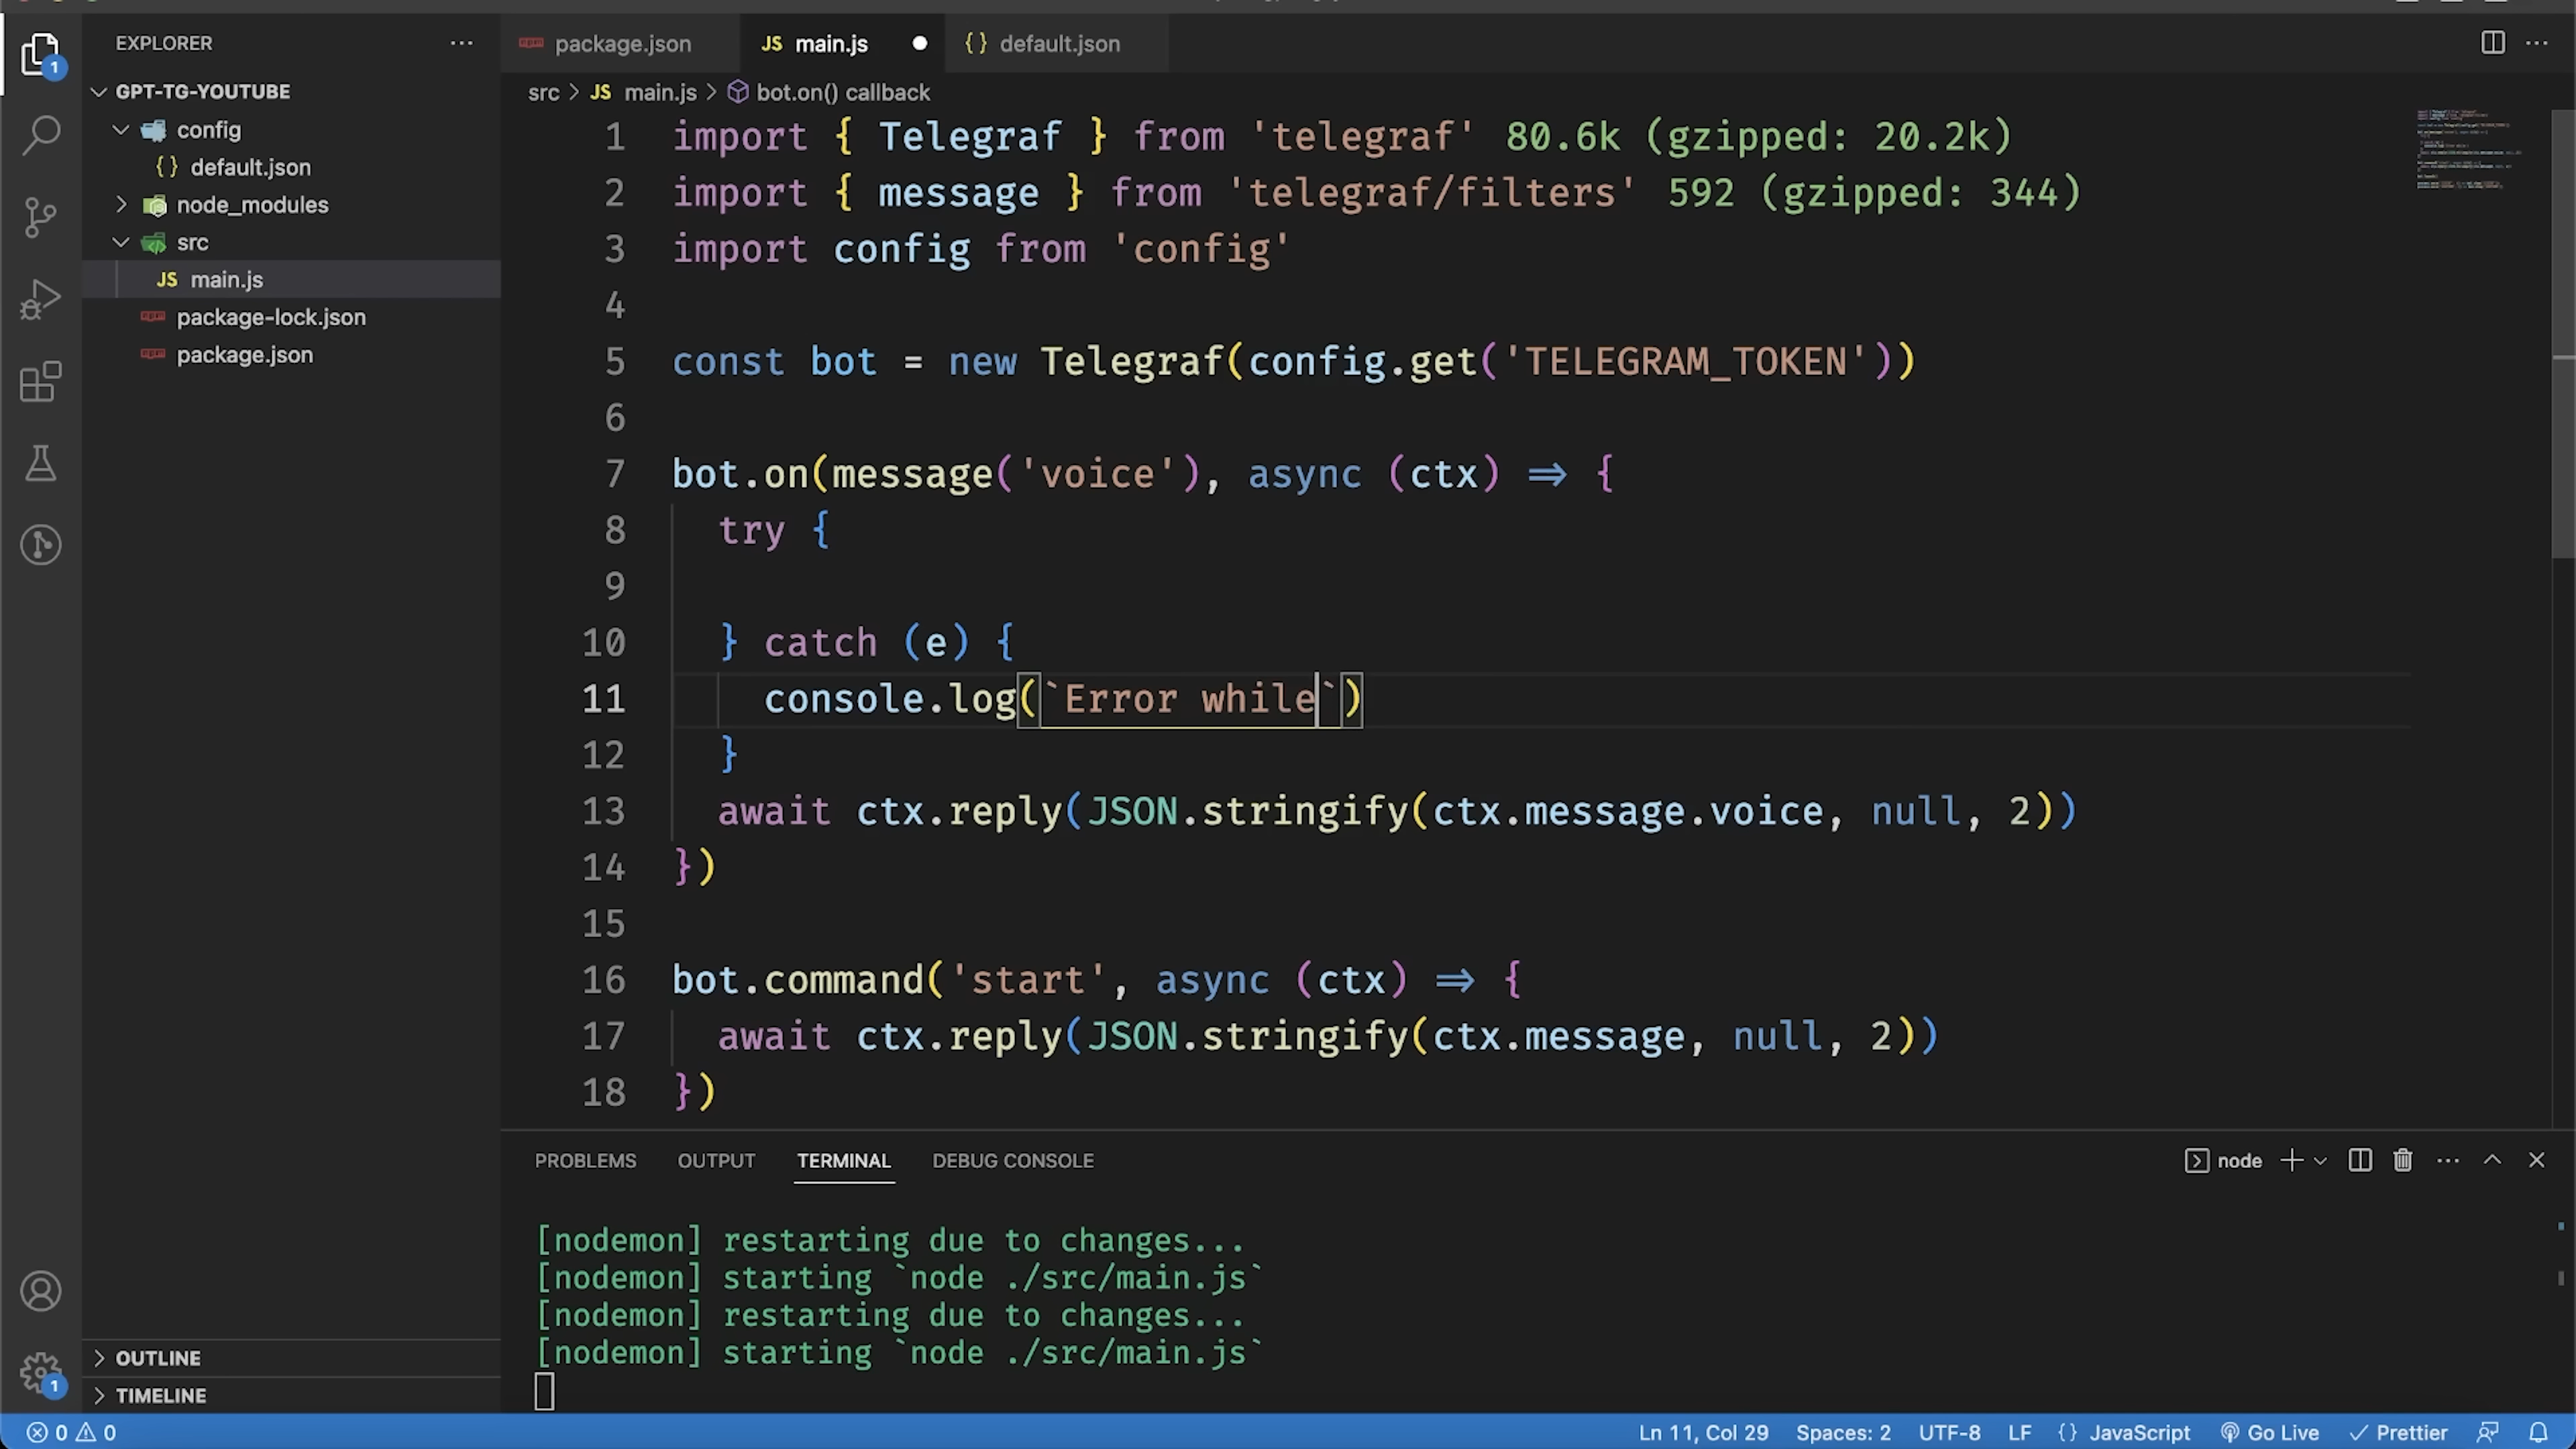 EXPLORER
GPT-TG-YOUTUBE
config
{} default.json
node_modules
src
JS main.js
package-lock.json
package.json
OUTLINE
TIMELINE
1
1
package.json
JS main.js
{} default.json
src > JS main.js > bot.on() callback
1 import { Telegraf } from 'telegraf' 80.6k (gzipped: 20.2k)
2 import { message } from 'telegraf/filters' 592 (gzipped: 344)
3 import config from 'config'
4
5 const bot = new Telegraf(config.get('TELEGRAM_TOKEN'))
6
7 bot.on(message('voice'), async (ctx) => {
8 try {
9
10 } catch (e) {
11 console.log(`Error while`)
12 }
13 await ctx.reply(JSON.stringify(ctx.message.voice, null, 2))
14 })
15
16 bot.command('start', async (ctx) => {
17 await ctx.reply(JSON.stringify(ctx.message, null, 2))
18 })
PROBLEMS OUTPUT TERMINAL DEBUG CONSOLE
node
[nodemon] restarting due to changes...
[nodemon] starting `node ./src/main.js`
[nodemon] restarting due to changes...
[nodemon] starting `node ./src/main.js`
0 0
Ln 11, Col 29 Spaces: 2 UTF-8 LF {} JavaScript Go Live Prettier